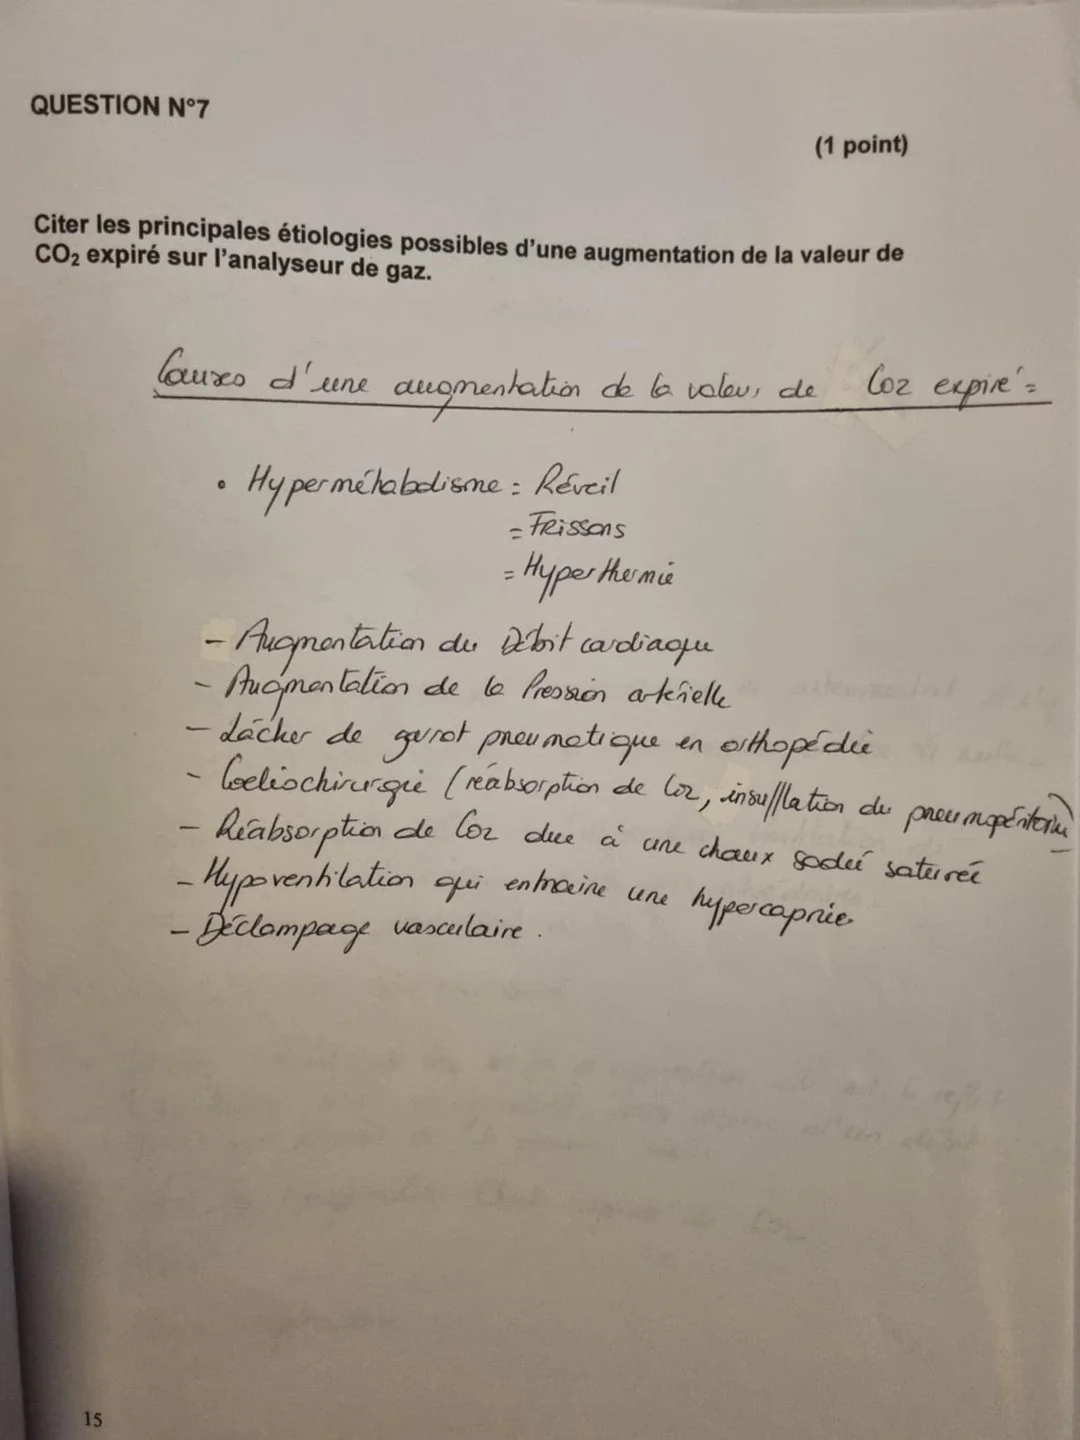 QUESTION N°7
(1 point)
Citer les principales étiologies possibles d'une augmentation de la valeur de
CO₂ expiré sur l'analyseur de gaz.
Causes d'une augmentation de la valeur de Co2 expiré =
• Hypermétabolisme = Réveil
= Frissons
= Hyperthermie
- Augmentation du Débit cardiaque
- Augmentation de la Pression artérielle
- Lâcher de garrot pneumatique en orthopédie
- Coeliochirurgie (réabsorption de Co2, insufflation du pneumopéritoine)
- Réabsorption de Co2 due à une chaux sodée saturée
- Hypoventilation qui entraine une hypercapnie
- Déclampage vasculaire.
15